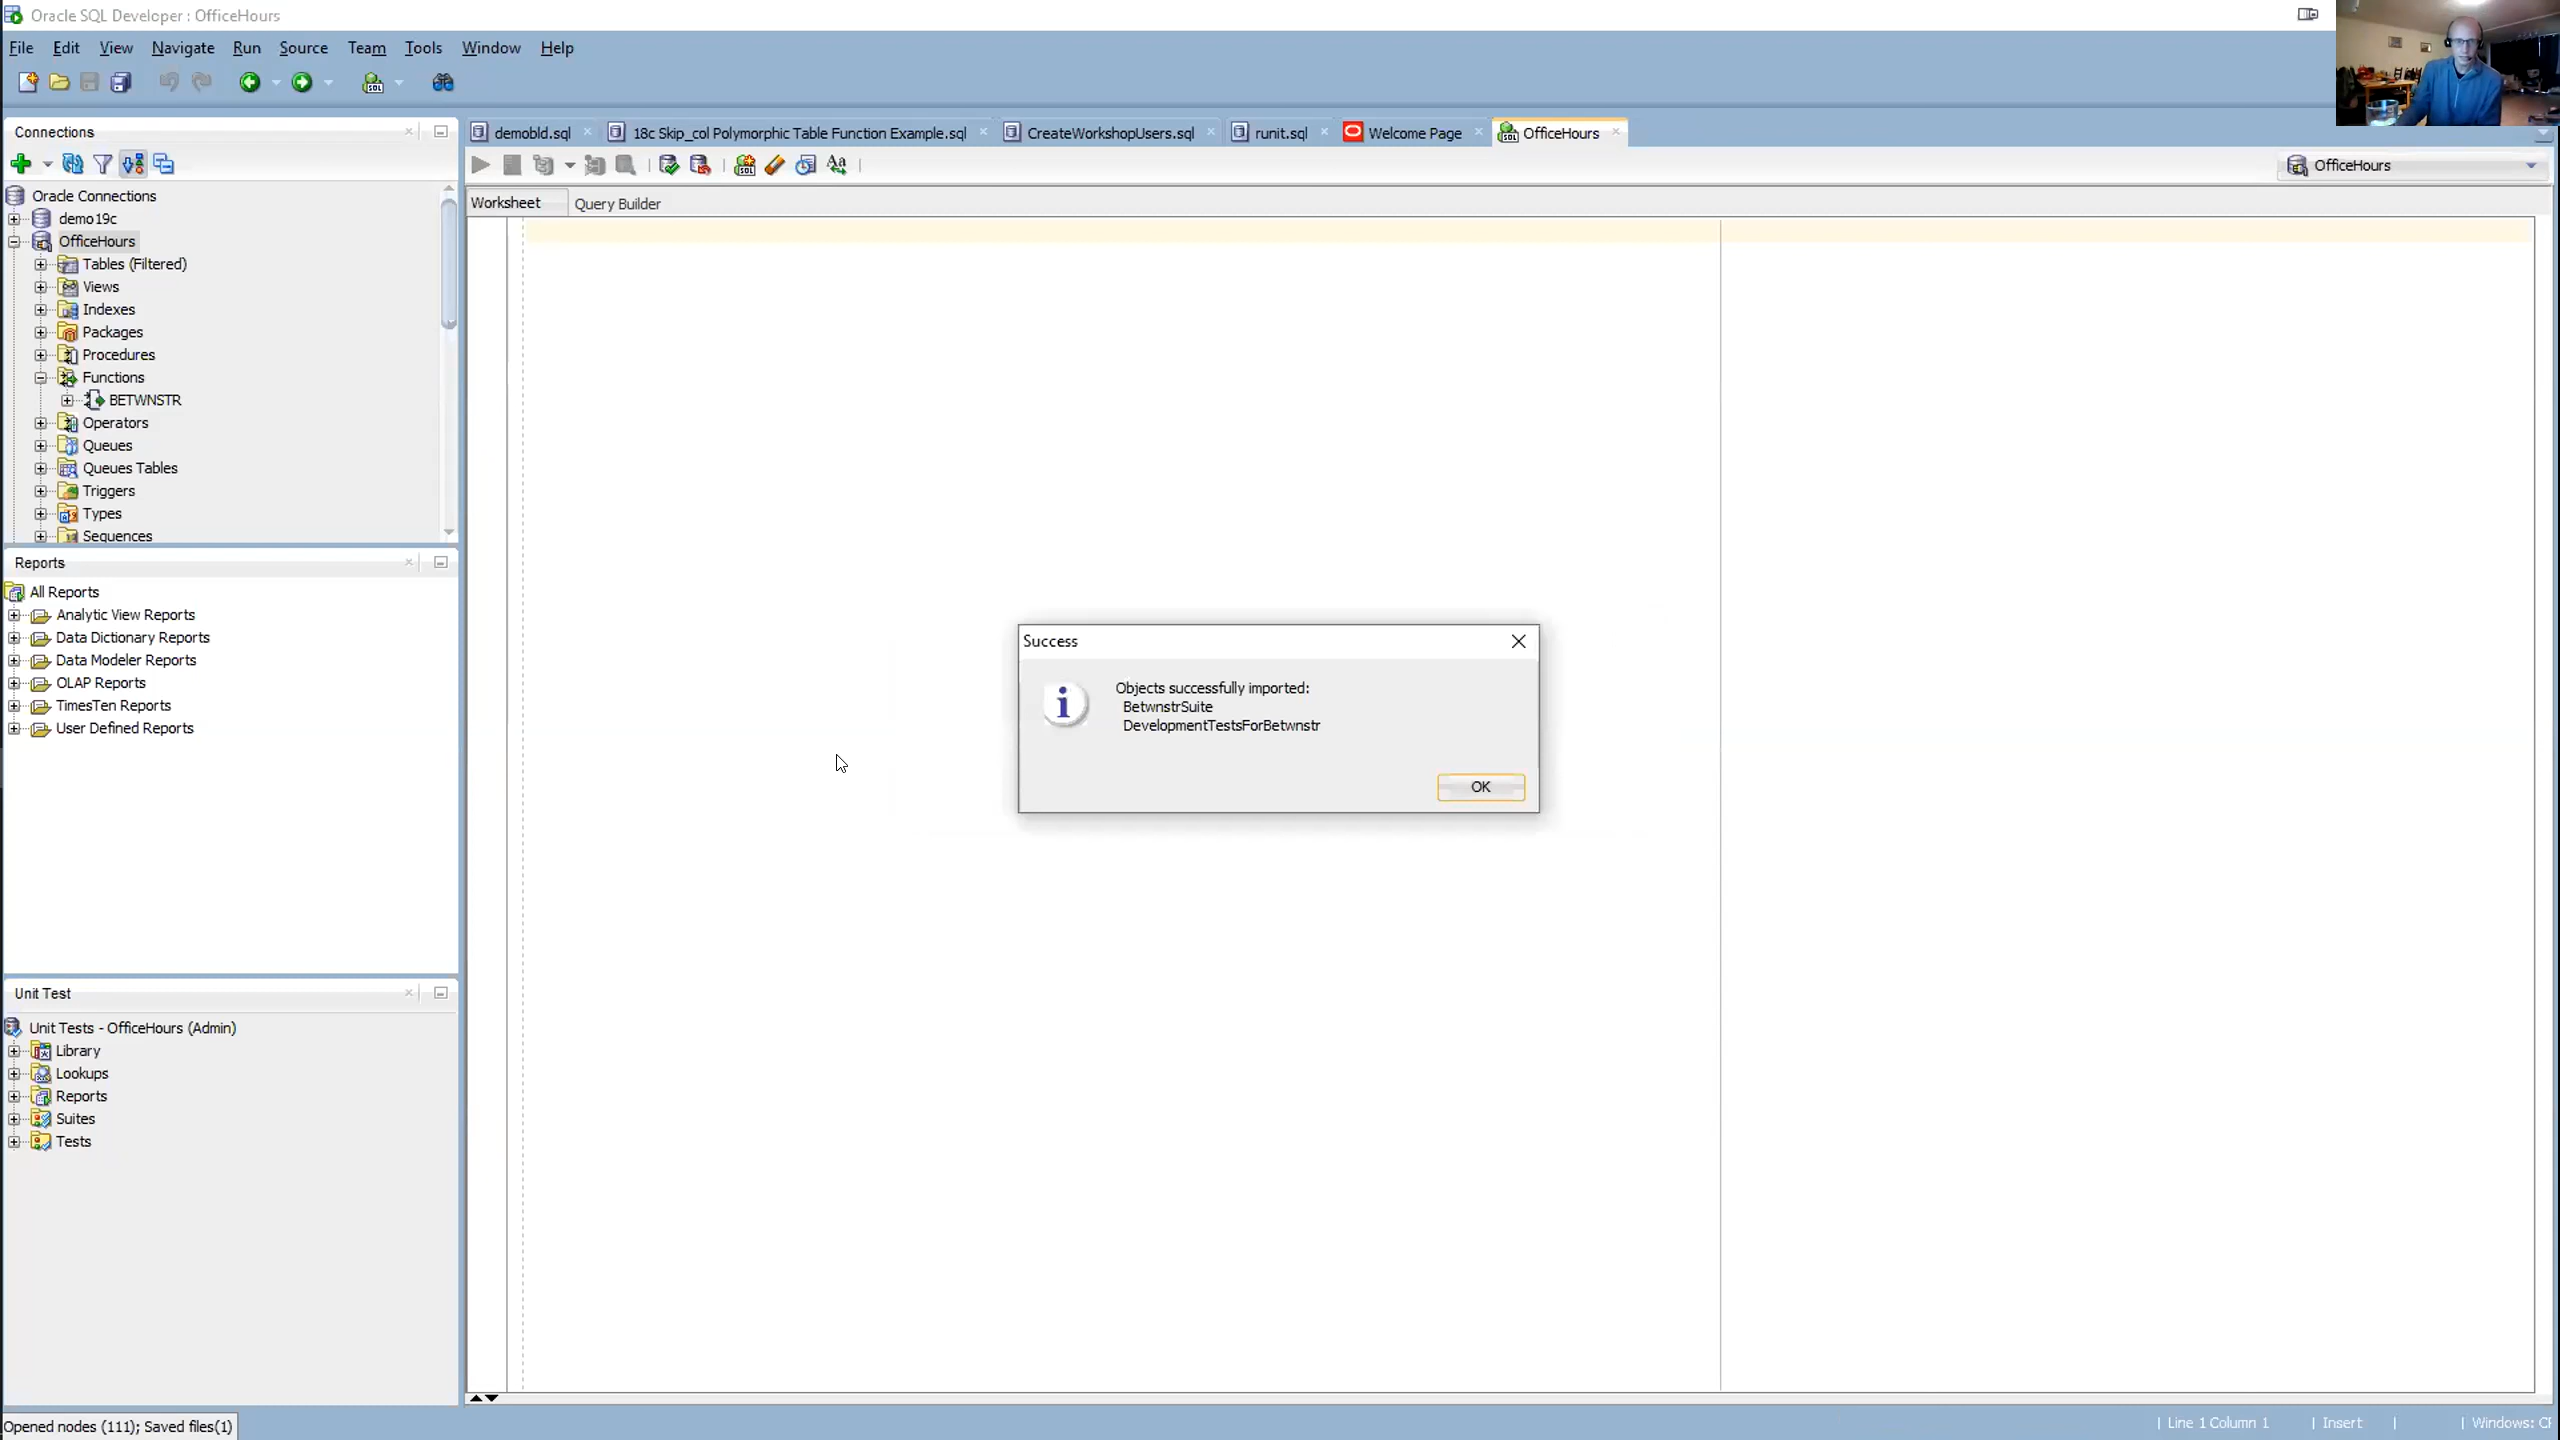 Oracle SQL Developer : OfficeHours
File Edit View Navigate Run Source Team Tools Window Help
Connections
demobld.sql
18c Skip_col Polymorphic Table Function Example.sql
CreateWorkshopUsers.sql
runit.sql
Welcome Page
OfficeHours
OfficeHours
Worksheet
Query Builder
Oracle Connections
demo19c
OfficeHours
Tables (Filtered)
Views
Indexes
Packages
Procedures
Functions
BETWNSTR
Operators
Queues
Queues Tables
Triggers
Types
Sequences
Reports
All Reports
Analytic View Reports
Data Dictionary Reports
Data Modeler Reports
OLAP Reports
TimesTen Reports
User Defined Reports
Success
Objects successfully imported:
BetwnstrSuite
DevelopmentTestsForBetwnstr
OK
Unit Test
Unit Tests - OfficeHours (Admin)
Library
Lookups
Reports
Suites
Tests
Opened nodes (111); Saved files(1)
| Line 1 Column 1 | Insert | | Windows: